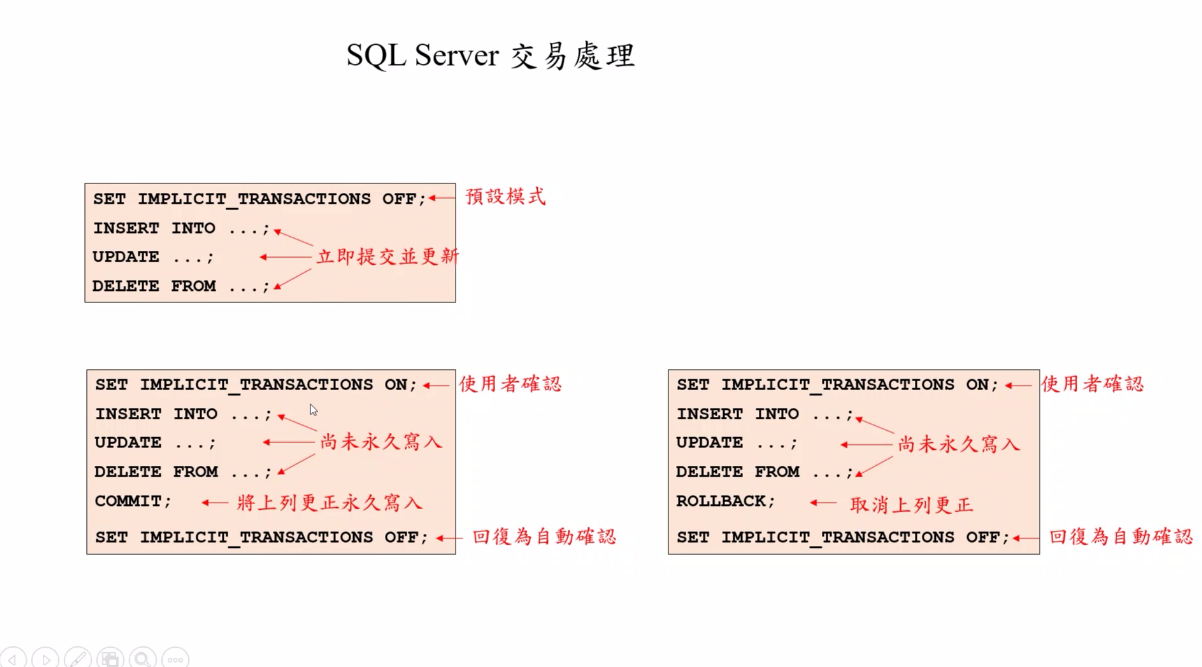 SQL Server 交易處理
SET IMPLICIT_TRANSACTIONS OFF; 預設模式
INSERT INTO ...;
UPDATE ...; 立即提交並更新
DELETE FROM ...;
SET IMPLICIT_TRANSACTIONS ON; 使用者確認
INSERT INTO ...;
UPDATE ...; 尚未永久寫入
DELETE FROM ...;
COMMIT; 將上列更正永久寫入
SET IMPLICIT_TRANSACTIONS OFF; 回復為自動確認
SET IMPLICIT_TRANSACTIONS ON; 使用者確認
INSERT INTO ...;
UPDATE ...; 尚未永久寫入
DELETE FROM ...;
ROLLBACK; 取消上列更正
SET IMPLICIT_TRANSACTIONS OFF; 回復為自動確認